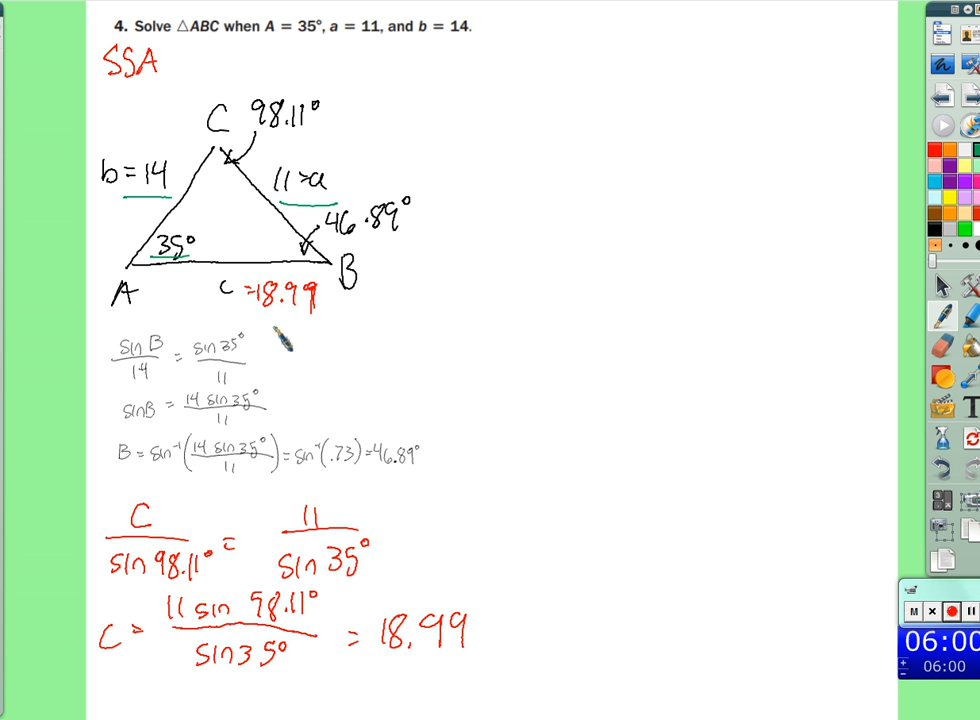 4. Solve △ABC when A = 35°, a = 11, and b = 14.
SSA
C 98.11°
b = 14
11 = a
46.89°
35°
A
c = 18.99
B
sin B / 14 = sin 35° / 11
sin B = 14 sin 35° / 11
B = sin⁻¹(14 sin 35° / 11) = sin⁻¹(.73) = 46.89°
C / sin 98.11° = 11 / sin 35°
C = 11 sin 98.11° / sin 35° = 18.99
M
06:00
06:00